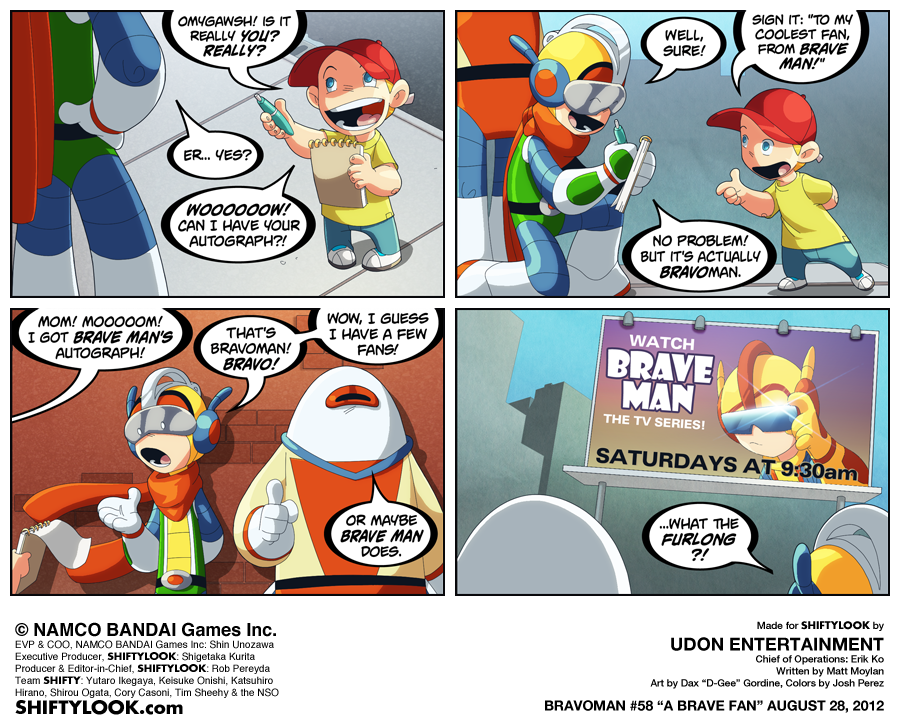 OMYGAWSH! IS IT
REALLY YOU?
REALLY?
ER... YES?
WOOOOOOW!
CAN I HAVE YOUR
AUTOGRAPH?!
WELL,
SURE!
SIGN IT: "TO MY
COOLEST FAN,
FROM BRAVE
MAN!"
NO PROBLEM!
BUT IT'S ACTUALLY
BRAVOMAN.
MOM! MOOOOOM!
I GOT BRAVE MAN'S
AUTOGRAPH!
THAT'S
BRAVOMAN!
BRAVO!
WOW, I GUESS
I HAVE A FEW
FANS!
OR MAYBE
BRAVE MAN
DOES.
WATCH
BRAVE
MAN
THE TV SERIES!
SATURDAYS AT 9:30am
...WHAT THE
FURLONG
?!
© NAMCO BANDAI Games Inc.
EVP & COO, NAMCO BANDAI Games Inc: Shin Unozawa
Executive Producer, SHIFTYLOOK: Shigetaka Kurita
Producer & Editor-in-Chief, SHIFTYLOOK: Rob Pereyda
Team SHIFTY: Yutaro Ikegaya, Keisuke Onishi, Katsuhiro
Hirano, Shirou Ogata, Cory Casoni, Tim Sheehy & the NSO
SHIFTYLOOK.com
Made for SHIFTYLOOK by
UDON ENTERTAINMENT
Chief of Operations: Erik Ko
Written by Matt Moylan
Art by Dax "D-Gee" Gordine, Colors by Josh Perez
BRAVOMAN #58 "A BRAVE FAN" AUGUST 28, 2012